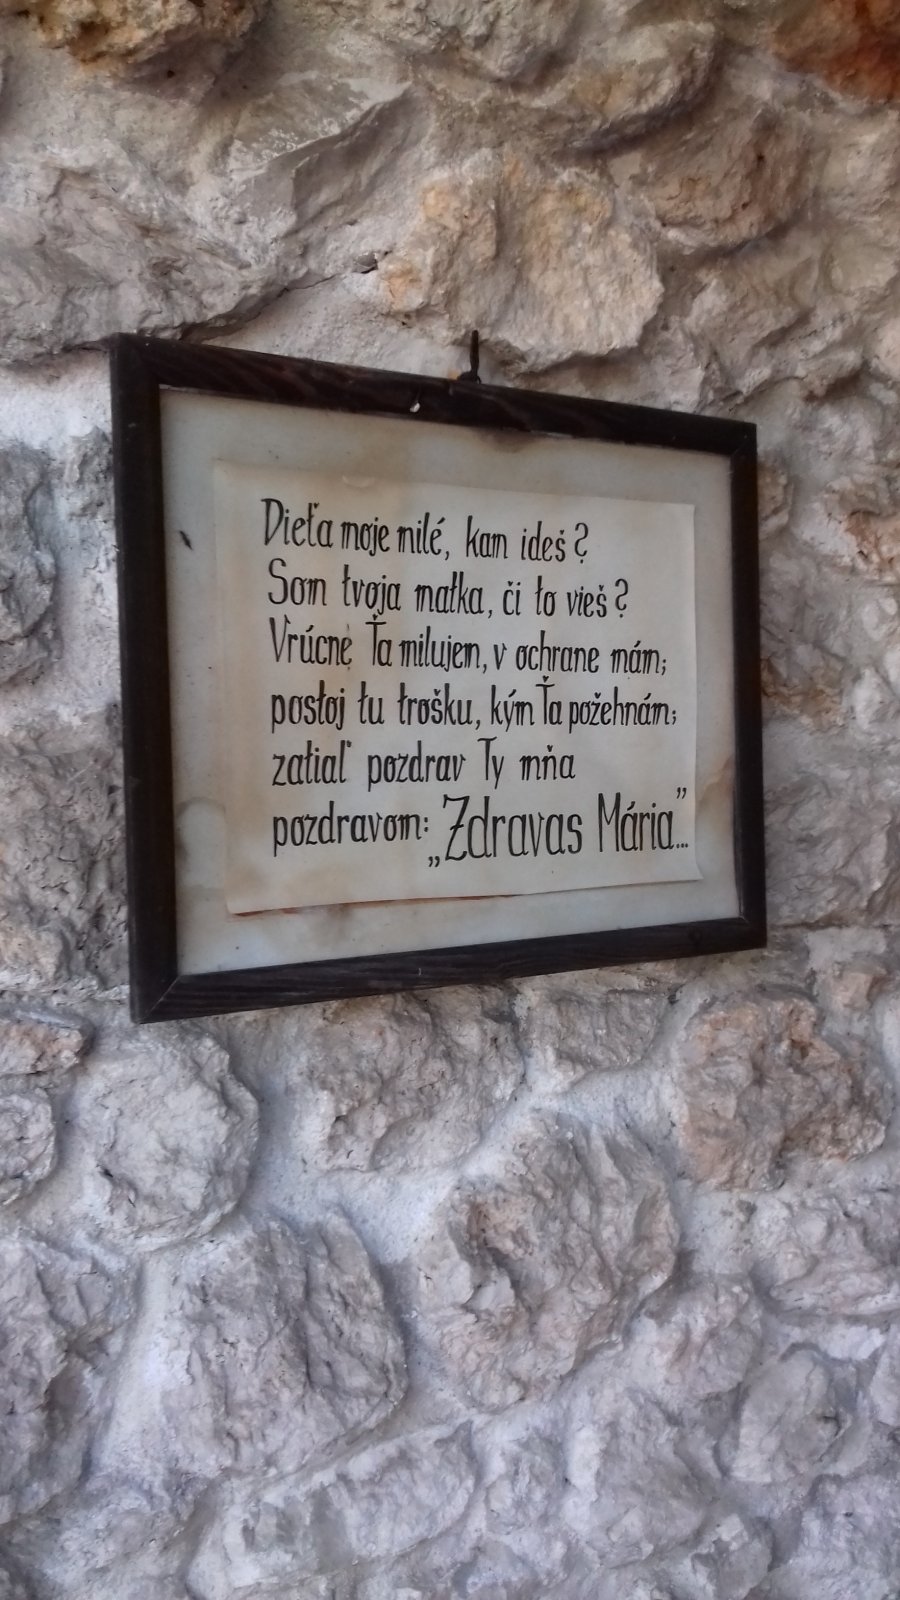 Dieťa moje milé, kam ideš?
Som tvoja matka, či to vieš?
Vrúcne Ťa milujem, v ochrane mám;
postoj tu trošku, kým Ťa požehnám;
zatiaľ pozdrav Ty mňa
pozdravom: „Zdravas Mária"...